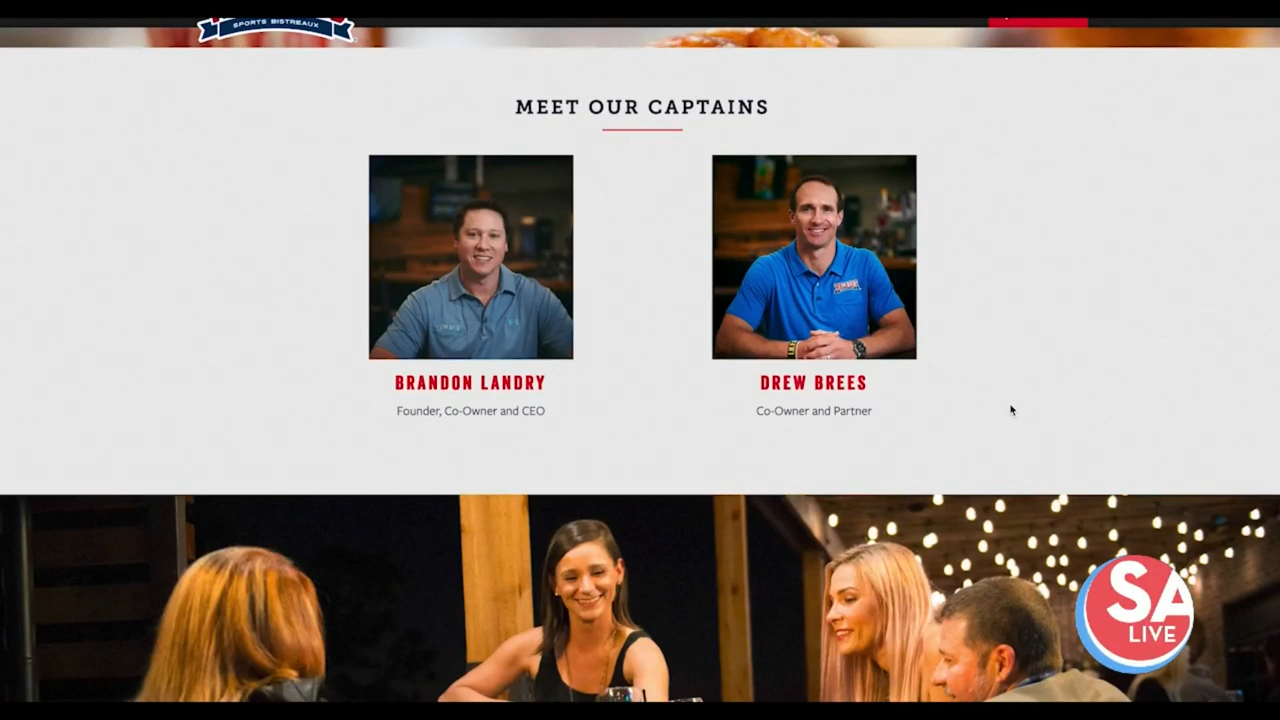 SPORTS BISTREAUX
MEET OUR CAPTAINS
BRANDON LANDRY
Founder, Co-Owner and CEO
DREW BREES
Co-Owner and Partner
SA
LIVE